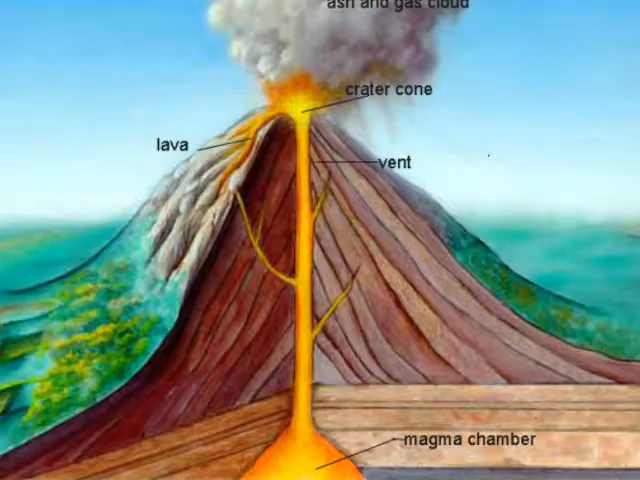 ash and gas cloud
crater cone
lava
vent
magma chamber